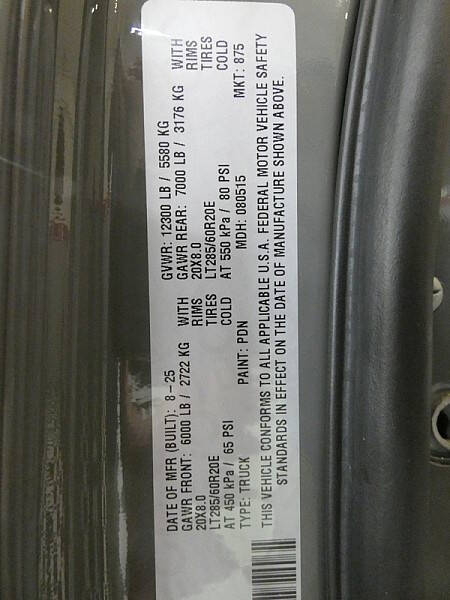 DATE OF MFR (BUILT): 8-25 GVWR: 12300 LB / 5580 KG
GAWR FRONT: 6000 LB / 2722 KG WITH GAWR REAR: 7000 LB / 3176 KG WITH
20X8.0 RIMS 20X8.0 RIMS
LT285/60R20E TIRES LT285/60R20E TIRES
AT 450 kPa / 65 PSI COLD AT 550 kPa / 80 PSI COLD
TYPE: TRUCK PAINT: PDN MDH: 080515 MKT: 875
THIS VEHICLE CONFORMS TO ALL APPLICABLE U.S.A. FEDERAL MOTOR VEHICLE SAFETY
STANDARDS IN EFFECT ON THE DATE OF MANUFACTURE SHOWN ABOVE.